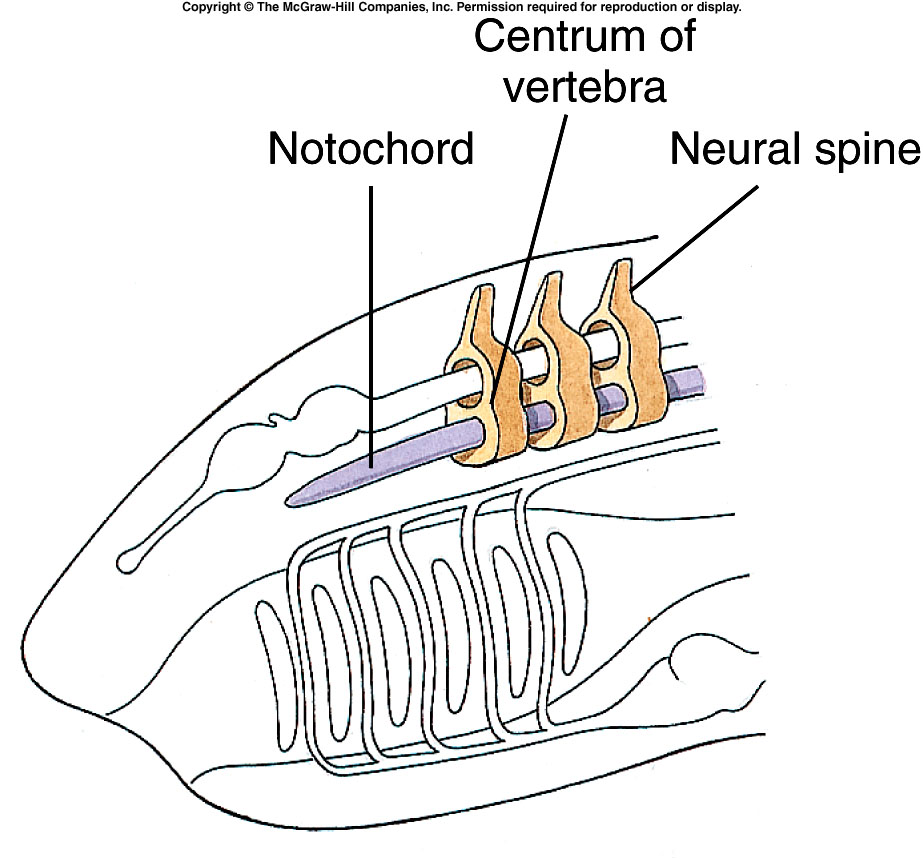 Copyright © The McGraw-Hill Companies, Inc. Permission required for reproduction or display.
Centrum of
vertebra
Notochord
Neural spine